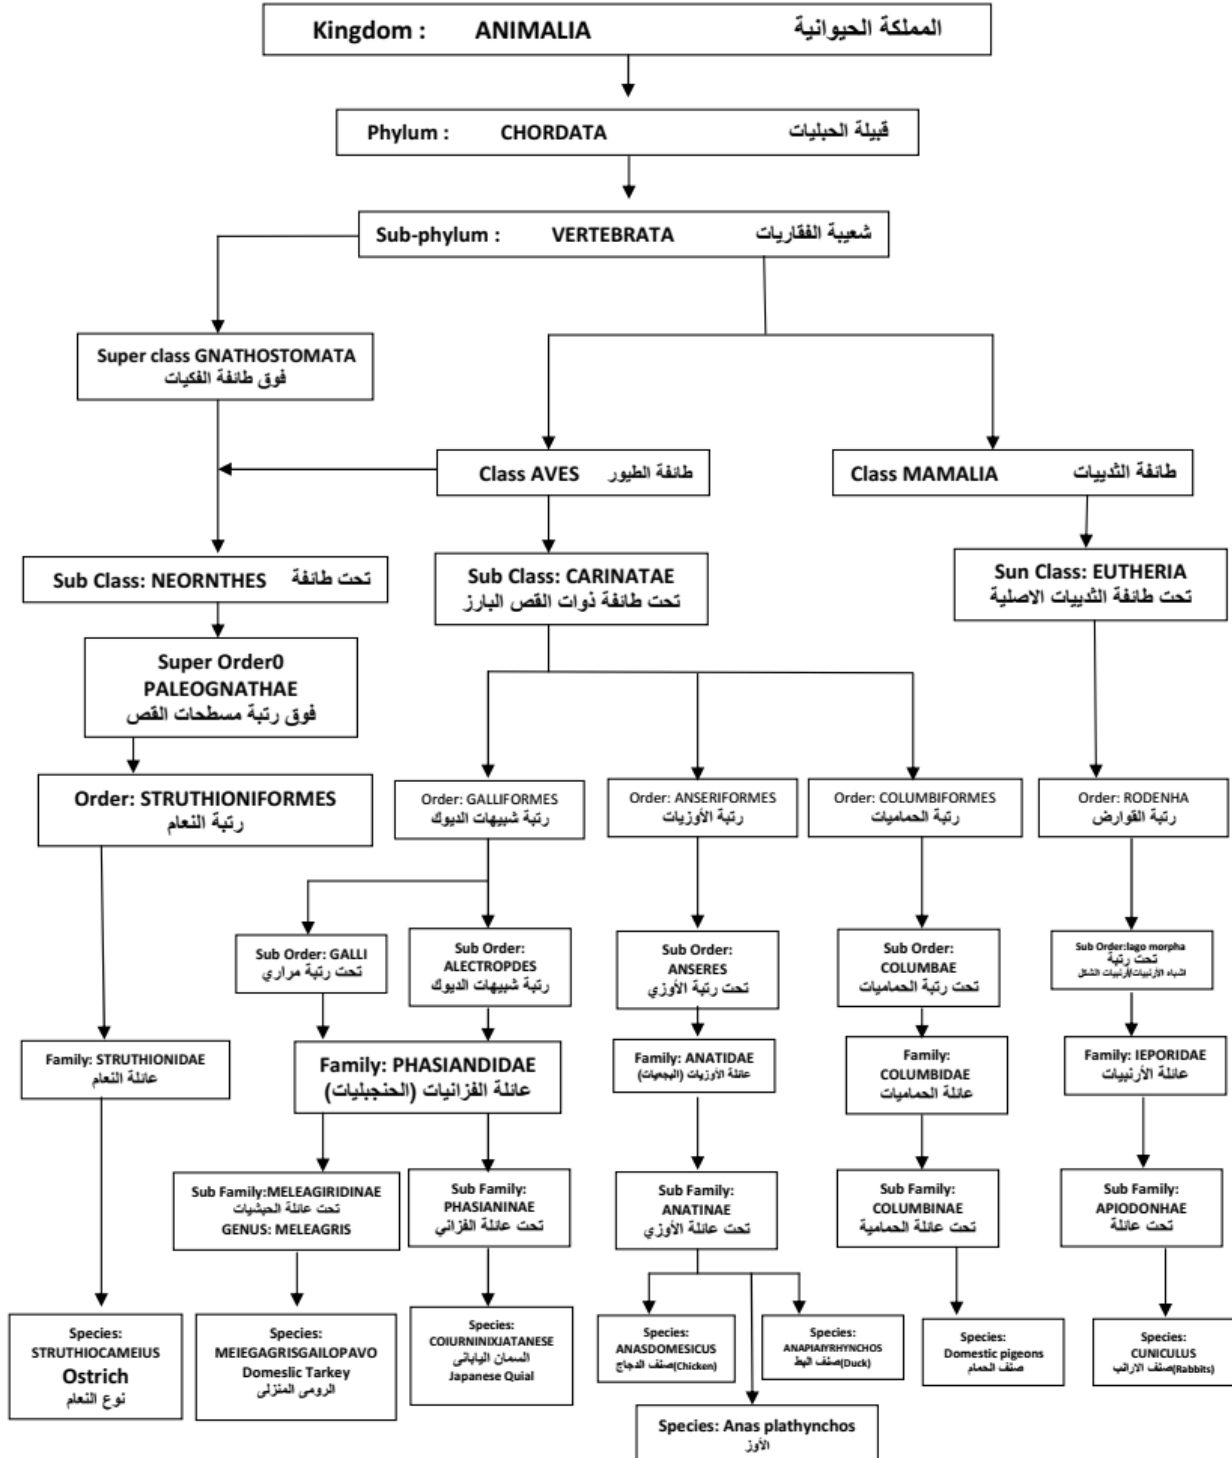 Kingdom : ANIMALIA المملكة الحيوانية
Phylum : CHORDATA قبيلة الحبليات
Sub-phylum : VERTEBRATA شعيبة الفقاريات
Super class GNATHOSTOMATA
فوق طائفة الفكيات
Class AVES طائفة الطيور
Class MAMALIA طائفة الثدييات
Sub Class: NEORNTHES تحت طائفة
Sub Class: CARINATAE
تحت طائفة ذوات القص البارز
Sun Class: EUTHERIA
تحت طائفة الثدييات الاصلية
Super Order0
PALEOGNATHAE
فوق رتبة مسطحات القص
Order: STRUTHIONIFORMES
رتبة النعام
Order: GALLIFORMES
رتبة شبيهات الديوك
Order: ANSERIFORMES
رتبة الأوزيات
Order: COLUMBIFORMES
رتبة الحماميات
Order: RODENHA
رتبة القوارض
Sub Order: GALLI
تحت رتبة مراري
Sub Order:
ALECTROPDES
رتبة شبيهات الديوك
Sub Order:
ANSERES
تحت رتبة الأوزي
Sub Order:
COLUMBAE
تحت رتبة الحماميات
Sub Order:lago morpha
تحت رتبة
اشباه الأرنبيات/أرنبيات الشكل
Family: STRUTHIONIDAE
عائلة النعام
Family: PHASIANDIDAE
عائلة الفزانيات (الحنجبليات)
Family: ANATIDAE
عائلة الأوزيات (البجعيات)
Family:
COLUMBIDAE
عائلة الحماميات
Family: IEPORIDAE
عائلة الأرنبيات
Sub Family:MELEAGIRIDINAE
تحت عائلة الحبشيات
GENUS: MELEAGRIS
Sub Family:
PHASIANINAE
تحت عائلة الفزاني
Sub Family:
ANATINAE
تحت عائلة الأوزي
Sub Family:
COLUMBINAE
تحت عائلة الحمامية
Sub Family:
APIODONHAE
تحت عائلة
Species:
STRUTHIOCAMEIUS
Ostrich
نوع النعام
Species:
MEIEGAGRISGAILOPAVO
Domeslic Tarkey
الرومى المنزلى
Species:
COIURNINIXJATANESE
السمان اليابانى
Japanese Quial
Species:
ANASDOMESICUS
صنف الدجاج(Chicken)
Species:
ANAPIAIYRHYNCHOS
صنف البط(Duck)
Species:
Domestic pigeons
صنف الحمام
Species:
CUNICULUS
صنف الارانب(Rabbits)
Species: Anas plathynchos
الأوز